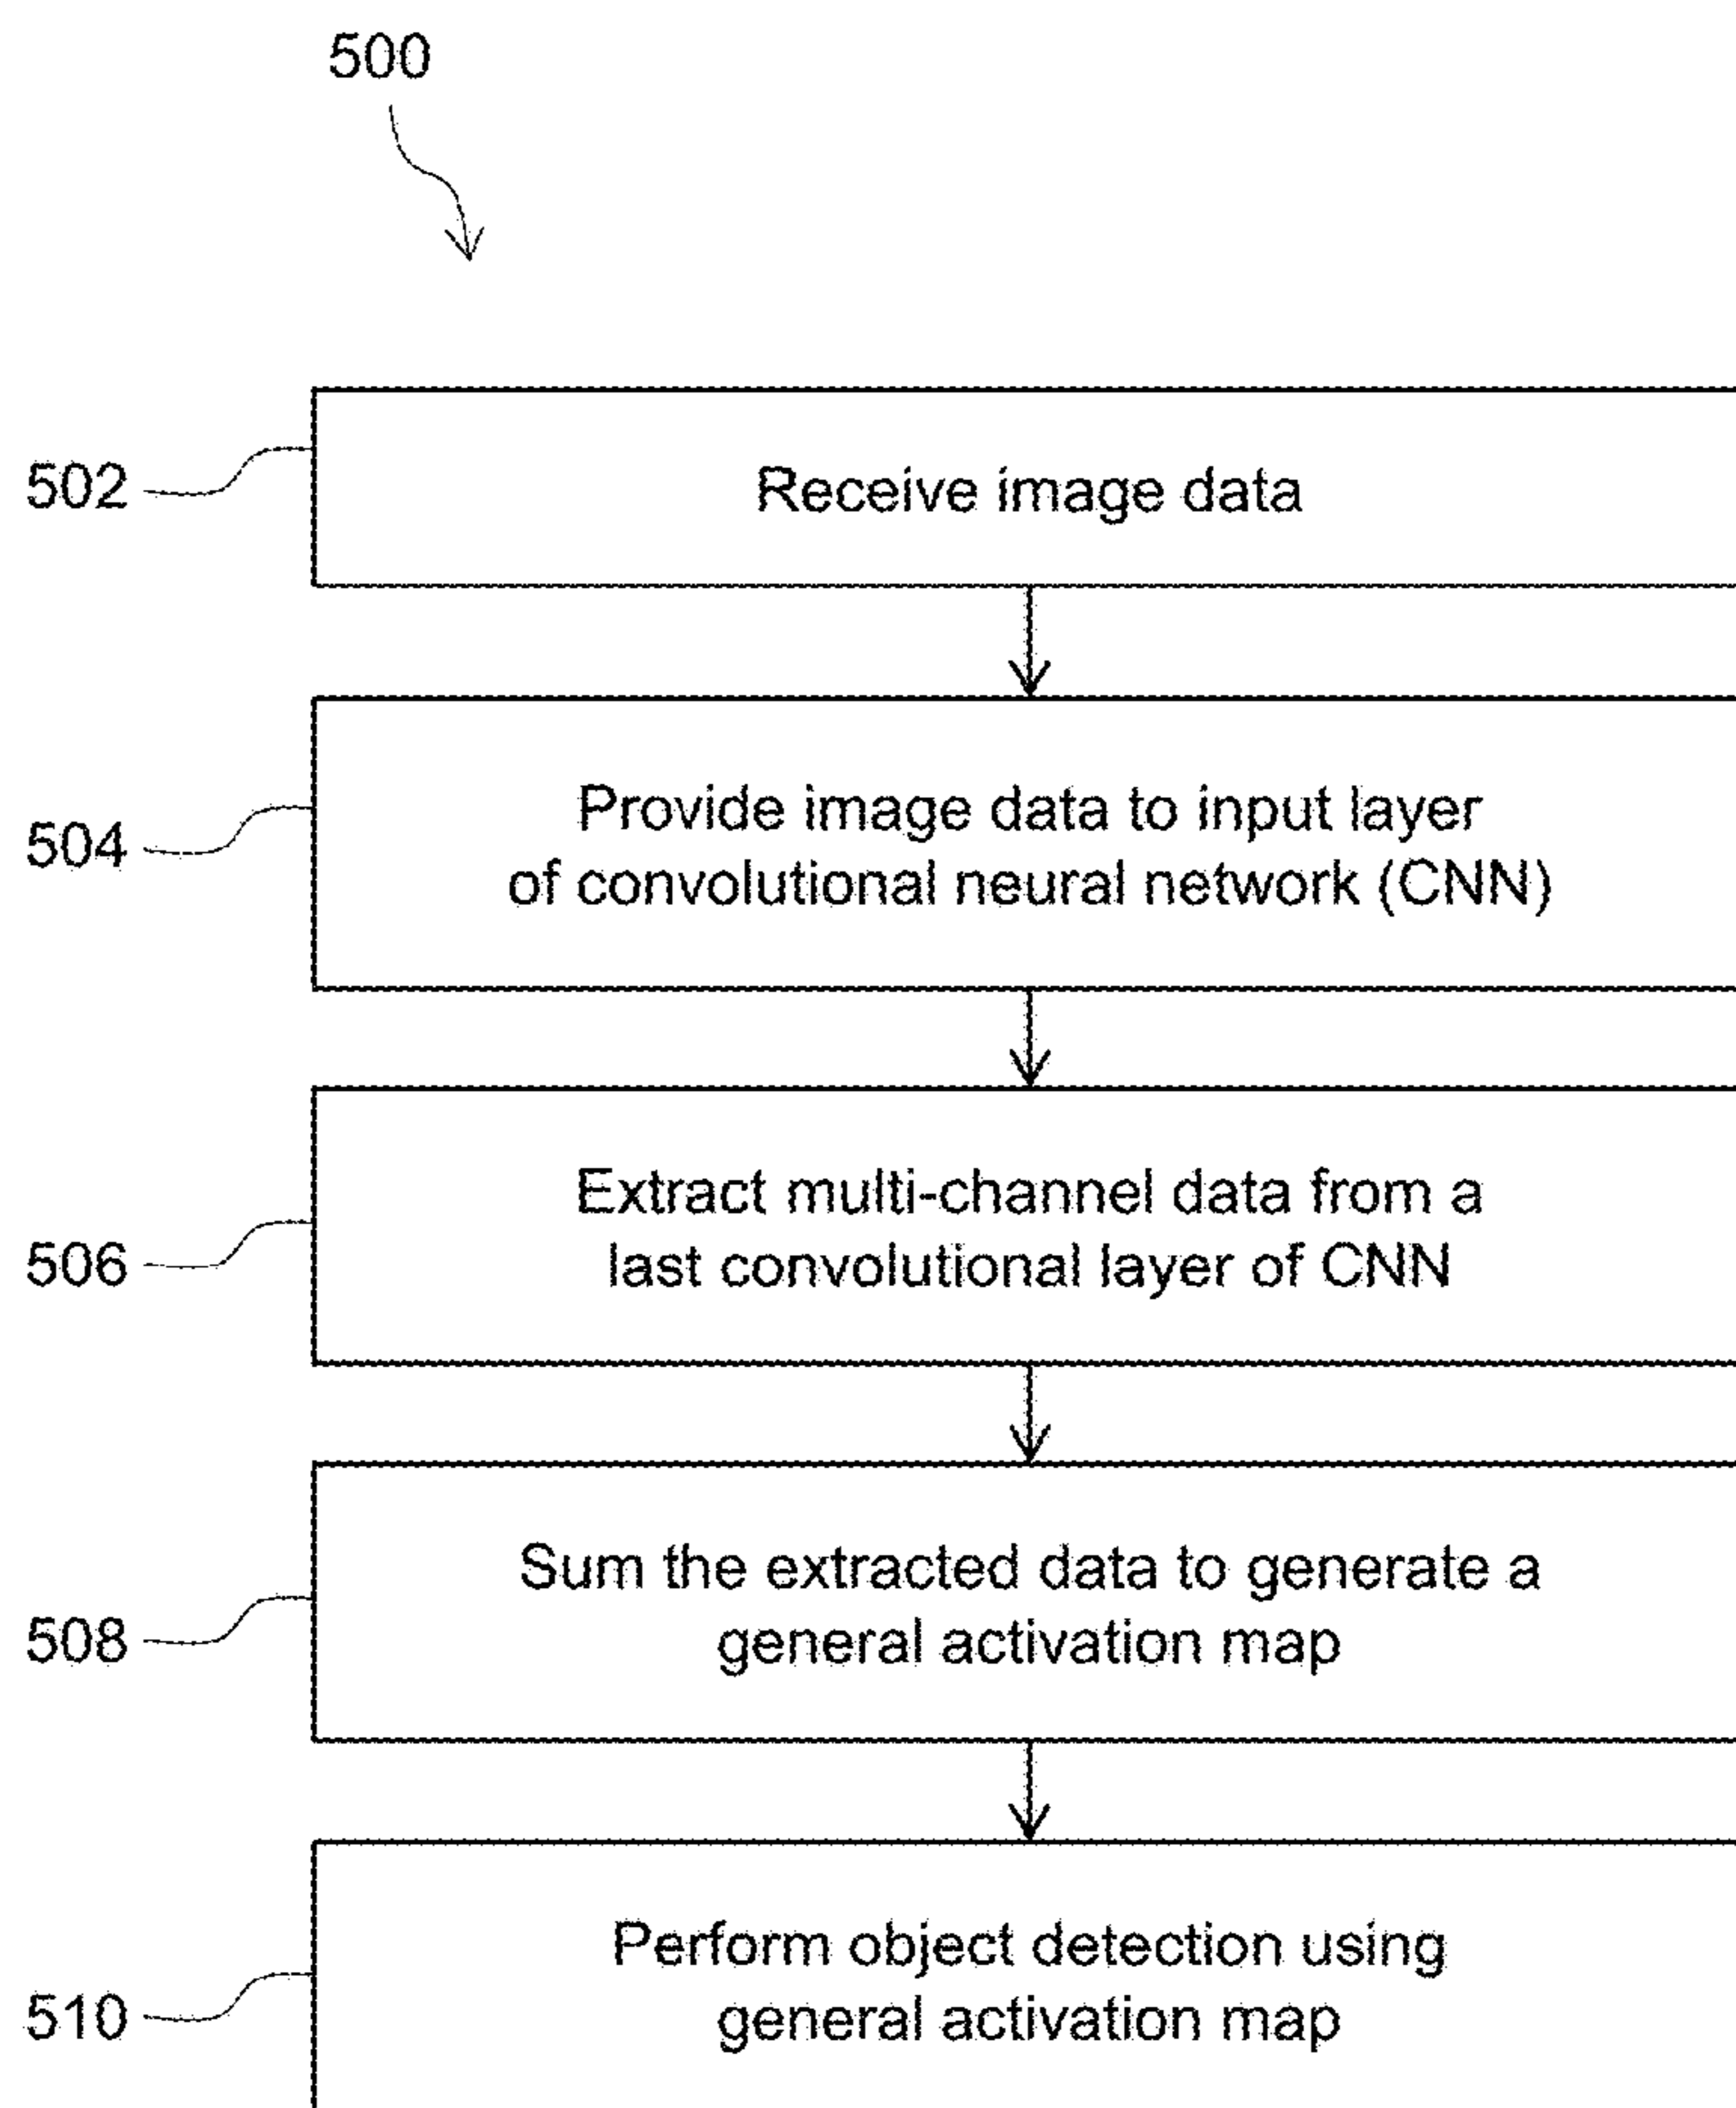 500
502
Receive image data
504
Provide image data to input layer
of convolutional neural network (CNN)
506
Extract multi-channel data from a
last convolutional layer of CNN
508
Sum the extracted data to generate a
general activation map
510
Perform object detection using
general activation map